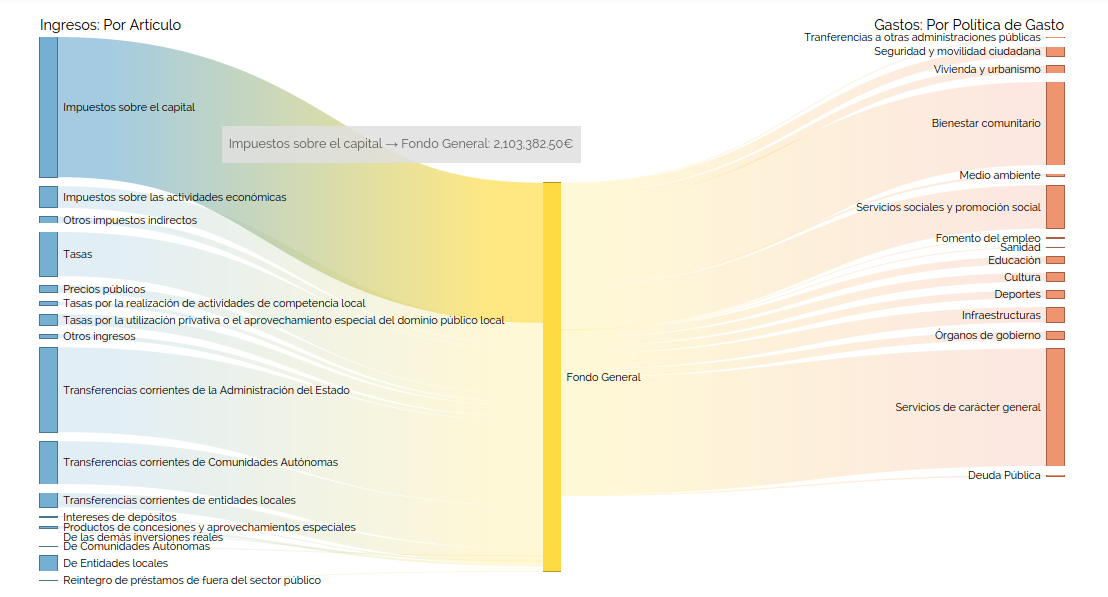 Ingresos: Por Artículo
Impuestos sobre el capital
Impuestos sobre el capital → Fondo General: 2,103,382.50€
Impuestos sobre las actividades económicas
Otros impuestos indirectos
Tasas
Precios públicos
Tasas por la realización de actividades de competencia local
Tasas por la utilización privativa o el aprovechamiento especial del dominio público local
Otros ingresos
Transferencias corrientes de la Administración del Estado
Transferencias corrientes de Comunidades Autónomas
Transferencias corrientes de entidades locales
Intereses de depósitos
Productos de concesiones y aprovechamientos especiales
De las demás inversiones reales
De Comunidades Autónomas
De Entidades locales
Reintegro de préstamos de fuera del sector público
Fondo General
Gastos: Por Política de Gasto
Tranferencias a otras administraciones públicas
Seguridad y movilidad ciudadana
Vivienda y urbanismo
Bienestar comunitario
Medio ambiente
Servicios sociales y promoción social
Fomento del empleo
Sanidad
Educación
Cultura
Deportes
Infraestructuras
Órganos de gobierno
Servicios de carácter general
Deuda Pública